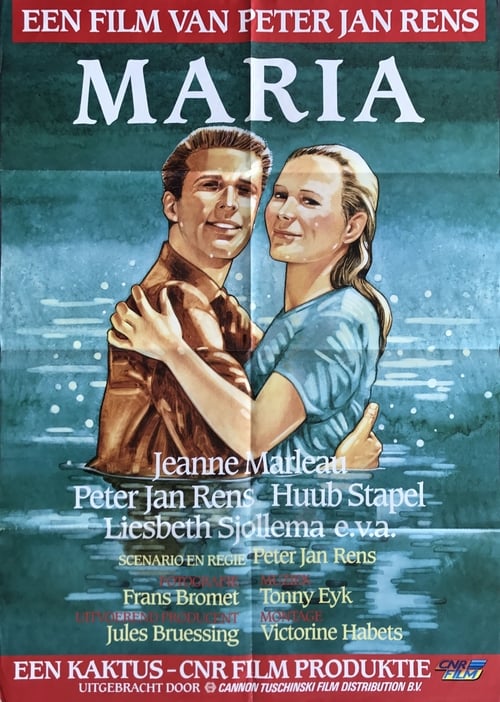 EEN FILM VAN PETER JAN RENS
MARIA
Jeanne Marleau
Peter Jan Rens Huub Stapel
Liesbeth Sjollema e.v.a.
SCENARIO EN REGIE Peter Jan Rens
FOTOGRAFIE MUZIEK
Frans Bromet Tonny Eyk
UITVOEREND PRODUCENT MONTAGE
Jules Bruessing Victorine Habets
EEN KAKTUS – CNR FILM PRODUKTIE CNR FILM
UITGEBRACHT DOOR CANNON TUSCHINSKI FILM DISTRIBUTION B.V.